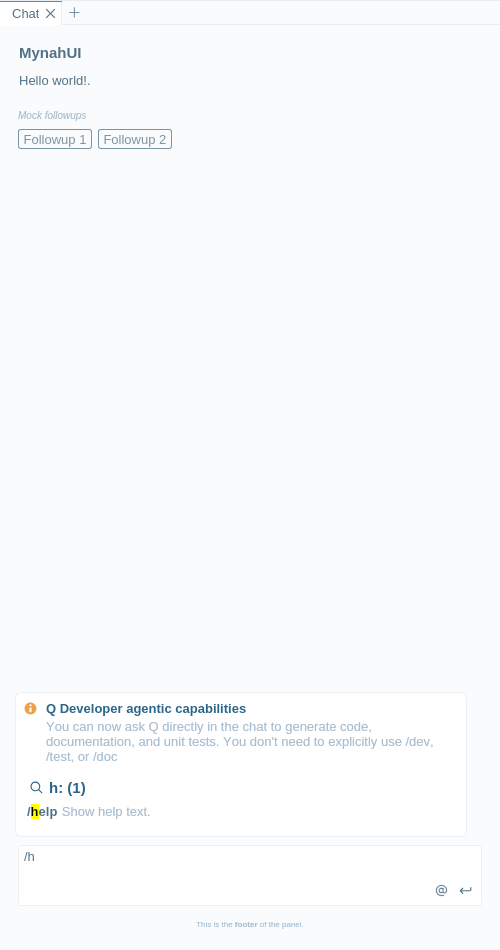 Chat
MynahUI
Hello world!.
Mock followups
Followup 1 Followup 2
Q Developer agentic capabilities
You can now ask Q directly in the chat to generate code,
documentation, and unit tests. You don't need to explicitly use /dev,
/test, or /doc
h: (1)
/help Show help text.
/h
@
This is the footer of the panel.